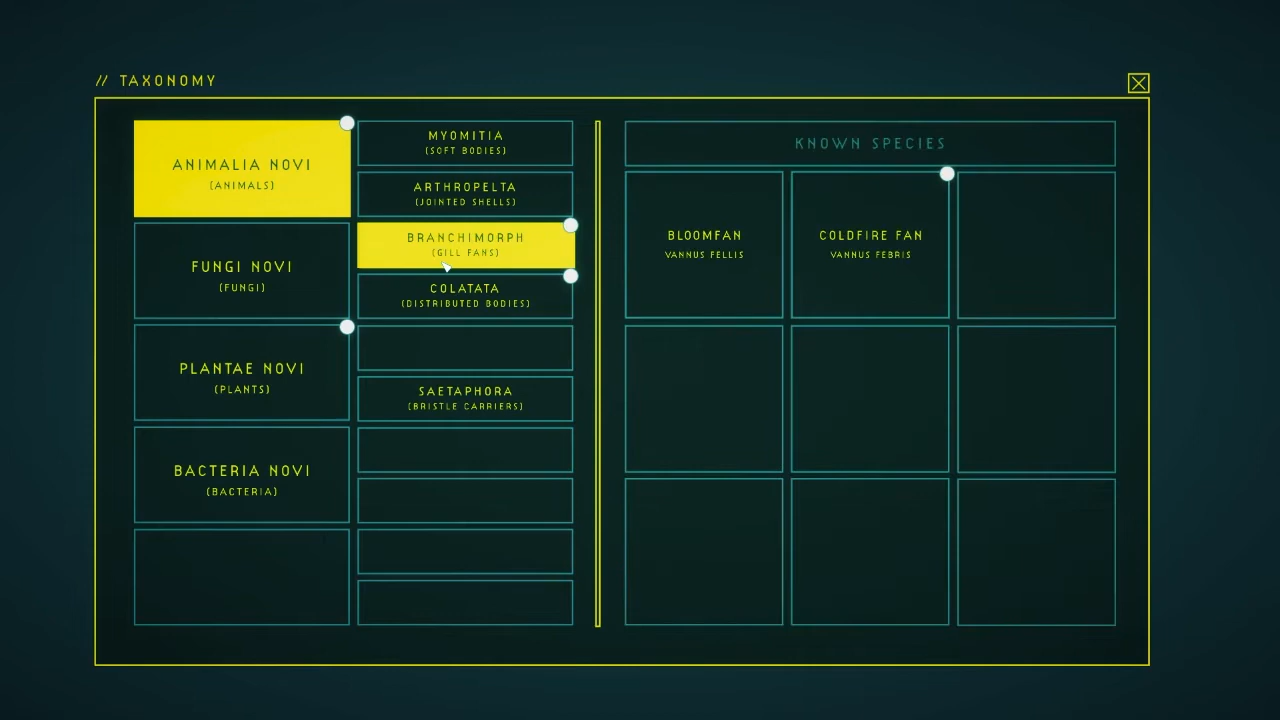 // TAXONOMY
ANIMALIA NOVI
(ANIMALS)
FUNGI NOVI
(FUNGI)
PLANTAE NOVI
(PLANTS)
BACTERIA NOVI
(BACTERIA)
MYOMITIA
(SOFT BODIES)
ARTHROPELTA
(JOINTED SHELLS)
BRANCHIMORPH
(GILL FANS)
COLATATA
(DISTRIBUTED BODIES)
SAETAPHORA
(BRISTLE CARRIERS)
KNOWN SPECIES
BLOOMFAN
VANNUS FELLIS
COLDFIRE FAN
VANNUS FEBRIS